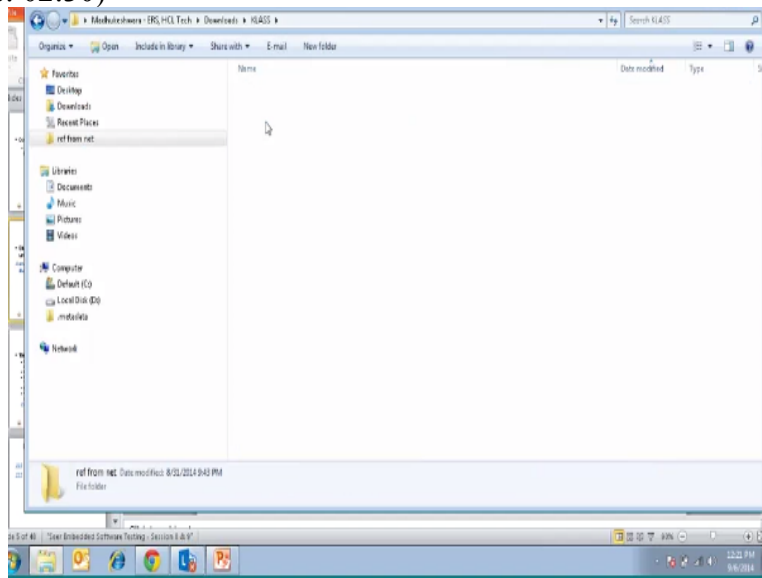 Madhukeshwara - ERS, HCL Tech ▸ Downloads ▸ KLASS ▸
Search KLASS
Organize ▾ Open Include in library ▾ Share with ▾ E-mail New folder
Name Date modified Type
Favorites
Desktop
Downloads
Recent Places
ref from net
Libraries
Documents
Music
Pictures
Videos
Computer
Default (C:)
Local Disk (D:)
.metadata
Network
ref from net Date modified: 8/31/2014 9:43 PM
File folder
"Seer Embedded Software Testing - Session 8 & 9"
90%
12:21 PM
9/6/2014